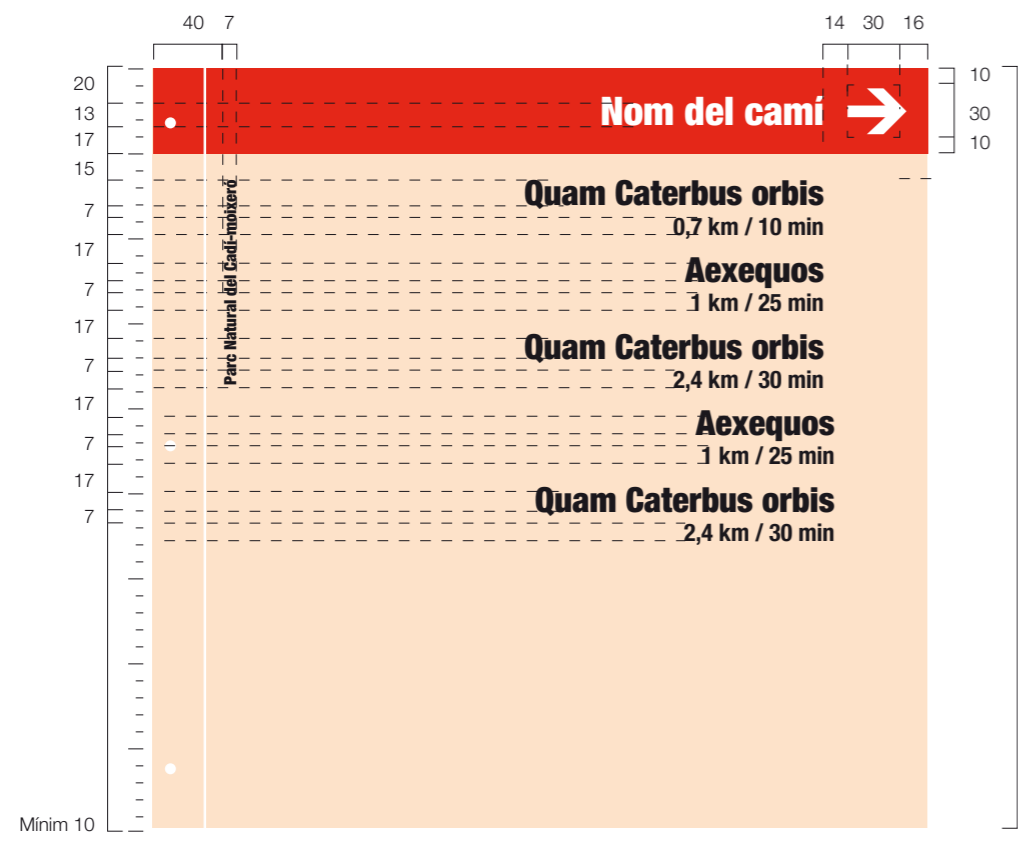 40 7 14 30 16
20
13
17
15
7
17
7
17
7
17
7
17
7
Mínim 10
10
30
10
Nom del camí
Parc Natural del Cadí-moixeró
Quam Caterbus orbis
0,7 km / 10 min
Aexequos
1 km / 25 min
Quam Caterbus orbis
2,4 km / 30 min
Aexequos
1 km / 25 min
Quam Caterbus orbis
2,4 km / 30 min